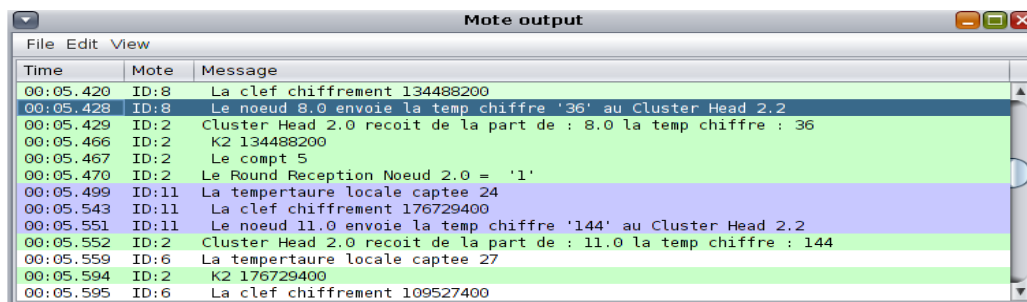 Mote output
File Edit View
Time Mote Message
00:05.420 ID:8 La clef chiffrement 134488200
00:05.428 ID:8 Le noeud 8.0 envoie la temp chiffre '36' au Cluster Head 2.2
00:05.429 ID:2 Cluster Head 2.0 recoit de la part de : 8.0 la temp chiffre : 36
00:05.466 ID:2 K2 134488200
00:05.467 ID:2 Le compt 5
00:05.470 ID:2 Le Round Reception Noeud 2.0 = '1'
00:05.499 ID:11 La tempertaure locale captee 24
00:05.543 ID:11 La clef chiffrement 176729400
00:05.551 ID:11 Le noeud 11.0 envoie la temp chiffre '144' au Cluster Head 2.2
00:05.552 ID:2 Cluster Head 2.0 recoit de la part de : 11.0 la temp chiffre : 144
00:05.559 ID:6 La tempertaure locale captee 27
00:05.594 ID:2 K2 176729400
00:05.595 ID:6 La clef chiffrement 109527400